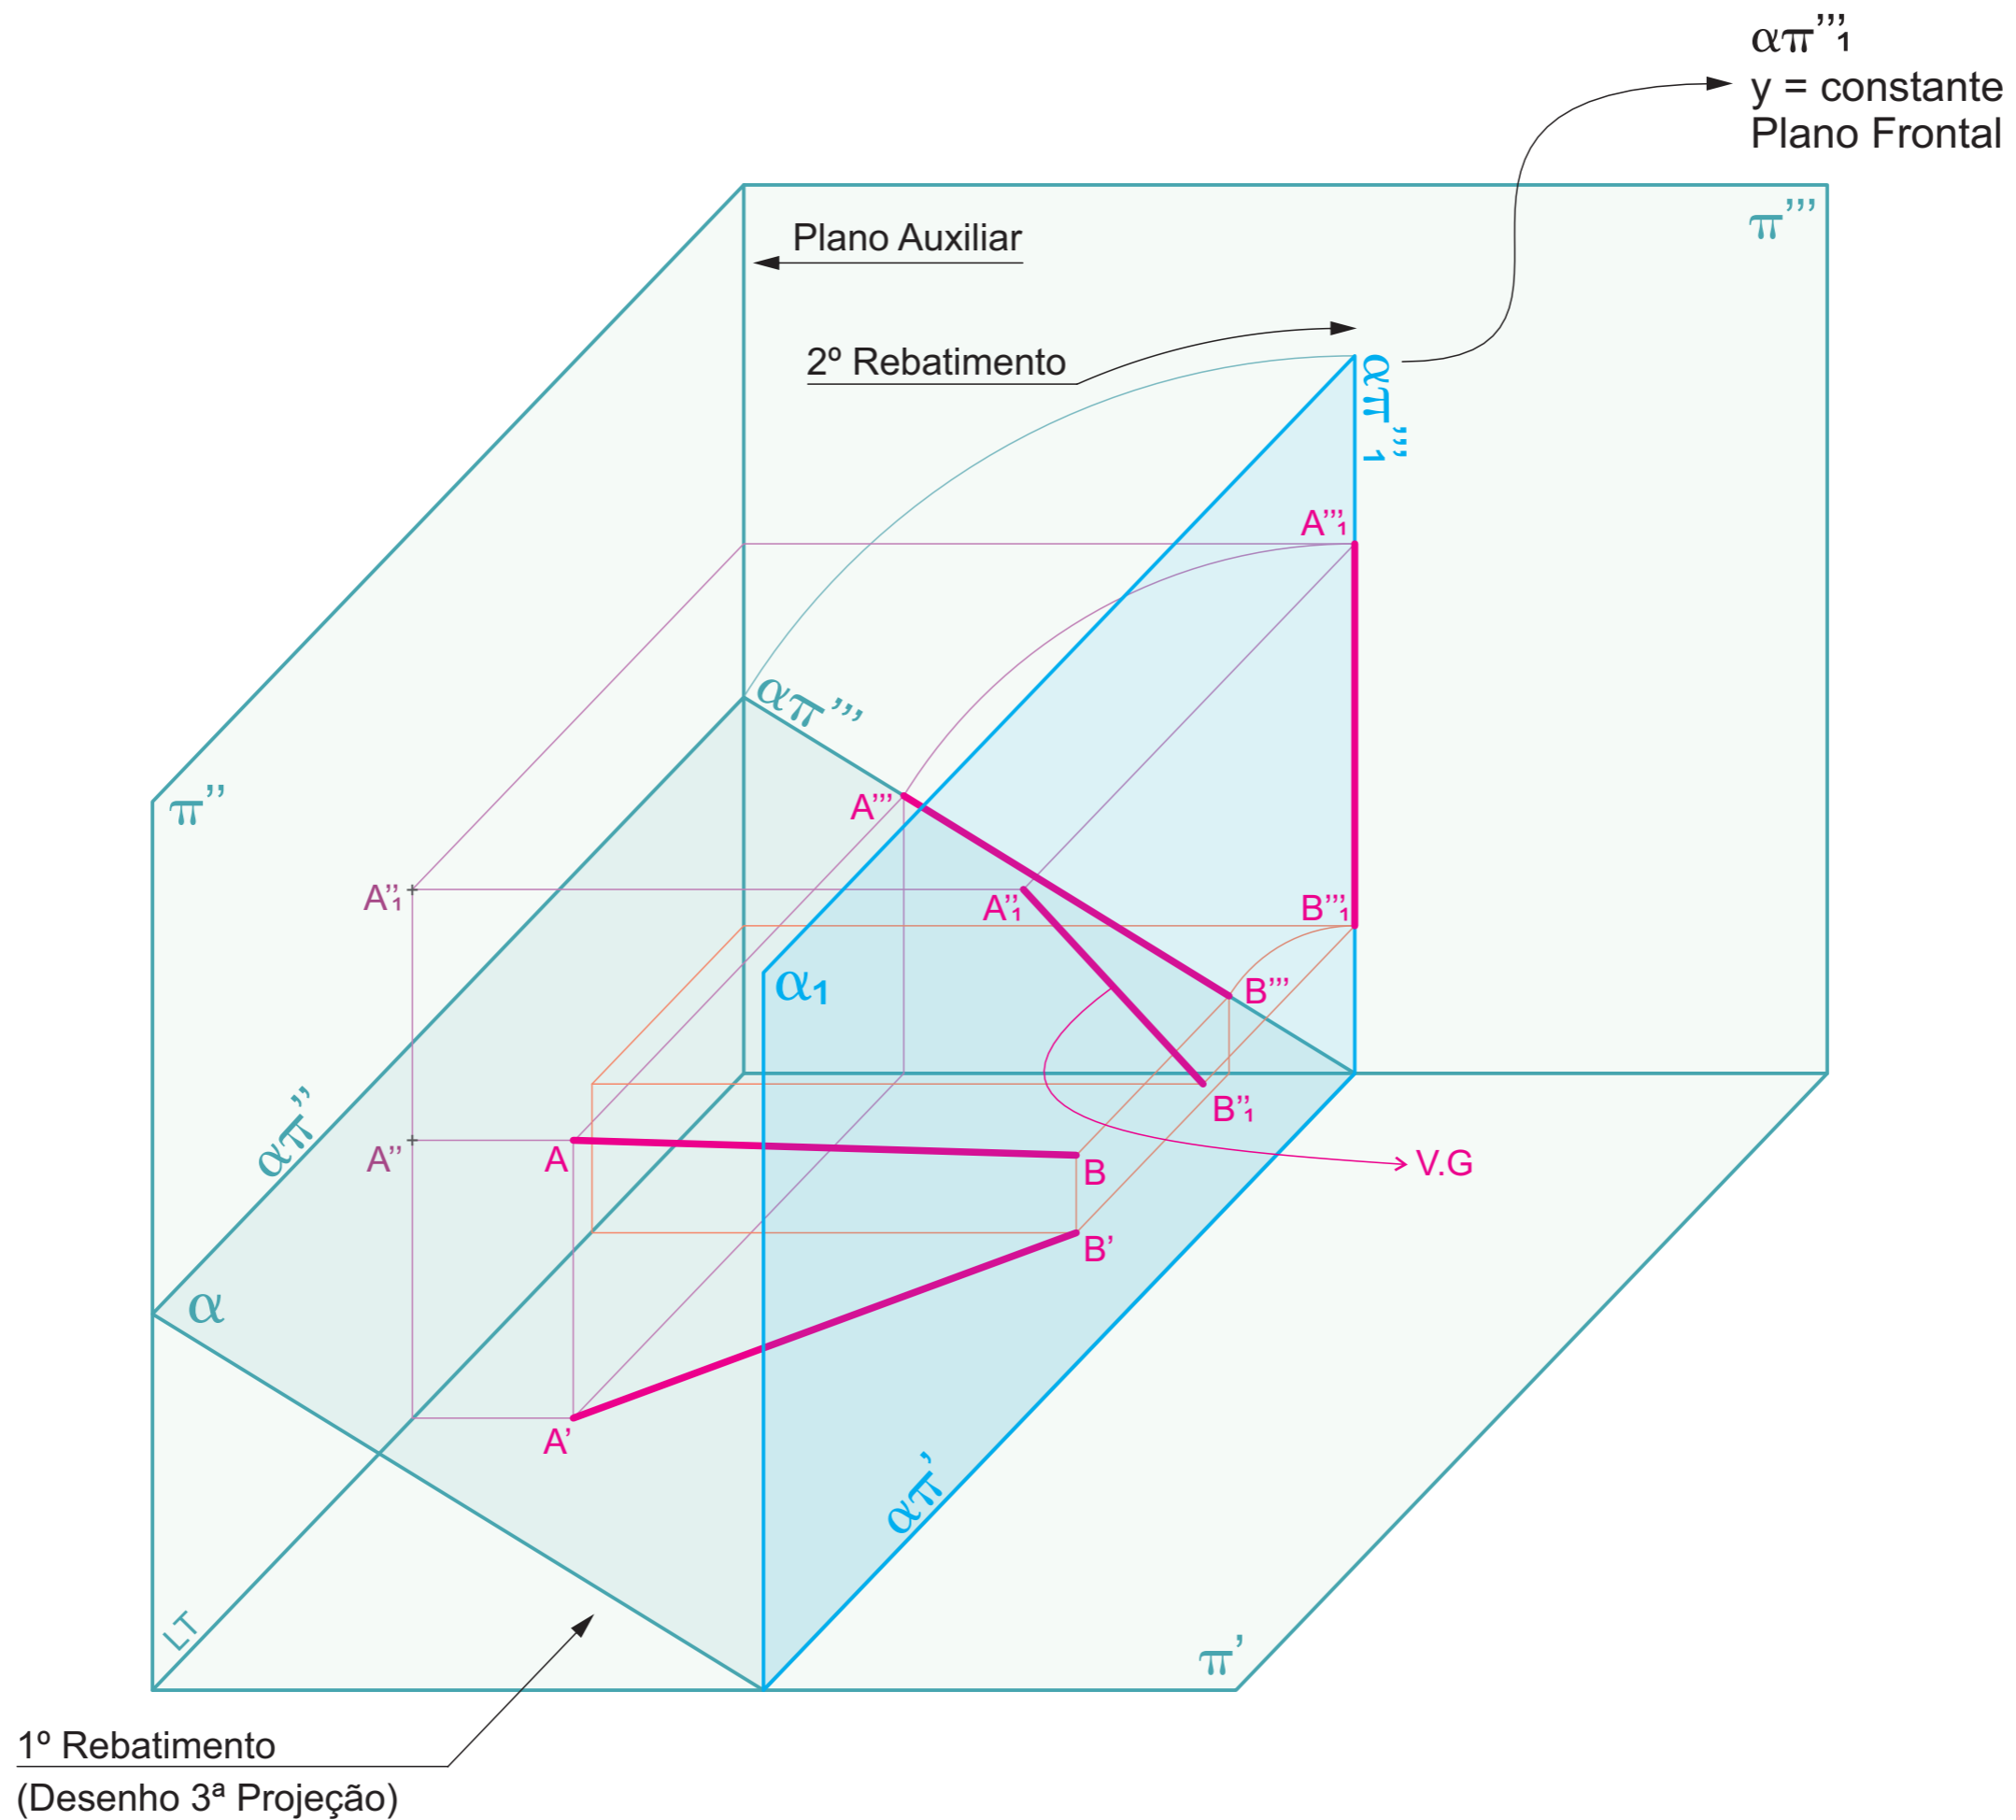 απ’’’₁
y = constante
Plano Frontal
π’’’
Plano Auxiliar
2º Rebatimento
απ’’’₁
A’’’₁
απ’’’
π’’
A’’’
A’’₁
A’’₁
B’’’₁
α₁
B’’’
B’’₁
απ’’
A’’
A
B
V.G
B’
α
A’
απ’
LT
π’
1º Rebatimento
(Desenho 3ª Projeção)